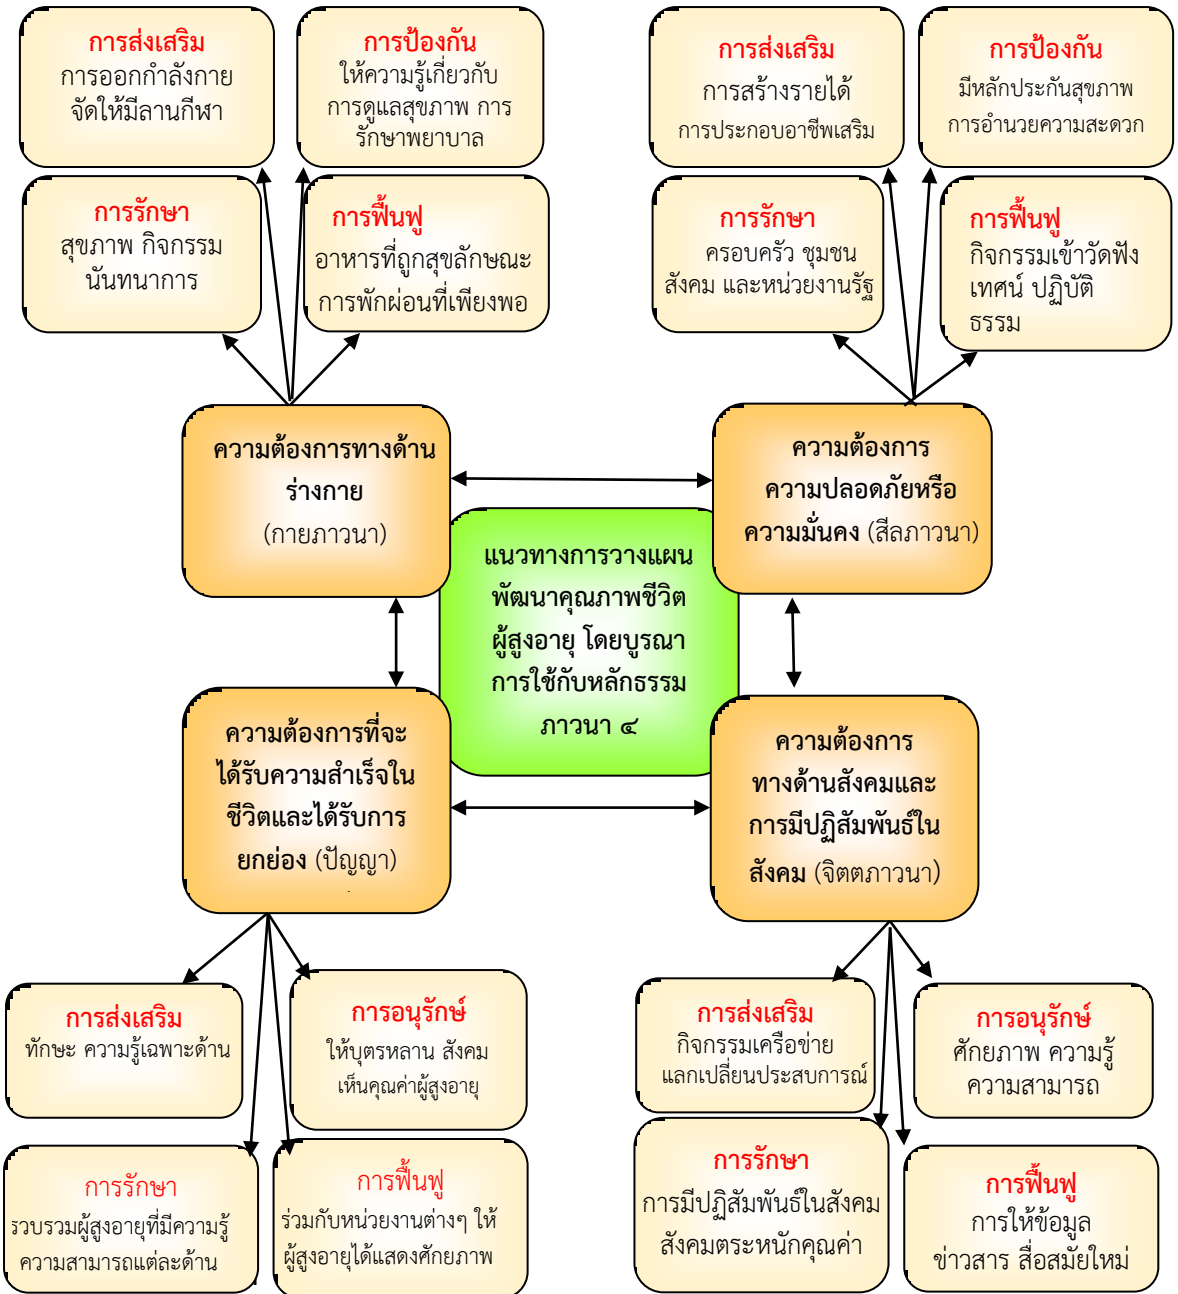 การส่งเสริม
การออกกำลังกาย
จัดให้มีลานกีฬา
การป้องกัน
ให้ความรู้เกี่ยวกับ
การดูแลสุขภาพ การ
รักษาพยาบาล
การส่งเสริม
การสร้างรายได้
การประกอบอาชีพเสริม
การป้องกัน
มีหลักประกันสุขภาพ
การอำนวยความสะดวก
การรักษา
สุขภาพ กิจกรรม
นันทนาการ
การฟื้นฟู
อาหารที่ถูกสุขลักษณะ
การพักผ่อนที่เพียงพอ
การรักษา
ครอบครัว ชุมชน
สังคม และหน่วยงานรัฐ
การฟื้นฟู
กิจกรรมเข้าวัดฟัง
เทศน์ ปฏิบัติ
ธรรม
ความต้องการทางด้าน
ร่างกาย
(กายภาวนา)
ความต้องการ
ความปลอดภัยหรือ
ความมั่นคง (สีลภาวนา)
แนวทางการวางแผน
พัฒนาคุณภาพชีวิต
ผู้สูงอายุ โดยบูรณา
การใช้กับหลักธรรม
ภาวนา ๔
ความต้องการที่จะ
ได้รับความสำเร็จใน
ชีวิตและได้รับการ
ยกย่อง (ปัญญา)
ความต้องการ
ทางด้านสังคมและ
การมีปฏิสัมพันธ์ใน
สังคม (จิตตภาวนา)
การส่งเสริม
ทักษะ ความรู้เฉพาะด้าน
การอนุรักษ์
ให้บุตรหลาน สังคม
เห็นคุณค่าผู้สูงอายุ
การส่งเสริม
กิจกรรมเครือข่าย
แลกเปลี่ยนประสบการณ์
การอนุรักษ์
ศักยภาพ ความรู้
ความสามารถ
การรักษา
รวบรวมผู้สูงอายุที่มีความรู้
ความสามารถแต่ละด้าน
การฟื้นฟู
ร่วมกับหน่วยงานต่างๆ ให้
ผู้สูงอายุได้แสดงศักยภาพ
การรักษา
การมีปฏิสัมพันธ์ในสังคม
สังคมตระหนักคุณค่า
การฟื้นฟู
การให้ข้อมูล
ข่าวสาร สื่อสมัยใหม่